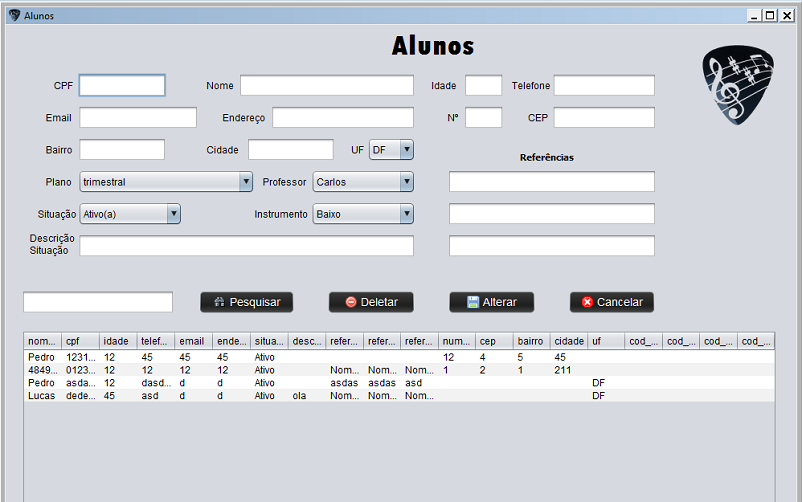 Alunos
Alunos
CPF Nome Idade Telefone
Email Endereço Nº CEP
Bairro Cidade UF DF
Referências
Plano trimestral Professor Carlos
Situação Ativo(a) Instrumento Baixo
Descrição
Situação
Pesquisar Deletar Alterar Cancelar
nom... cpf idade telef... email ende... situa... desc... refer... refer... refer... num... cep bairro cidade uf cod_... cod_... cod_... cod_...
Pedro 1231... 12 45 45 45 Ativo 12 4 5 45
4849... 0123... 12 12 12 12 Ativo Nom... Nom... Nom... 1 2 1 211
Pedro asda... 12 dasd... d d Ativo asdas asdas asd DF
Lucas dede... 45 asd d d Ativo ola Nom... Nom... Nom... DF